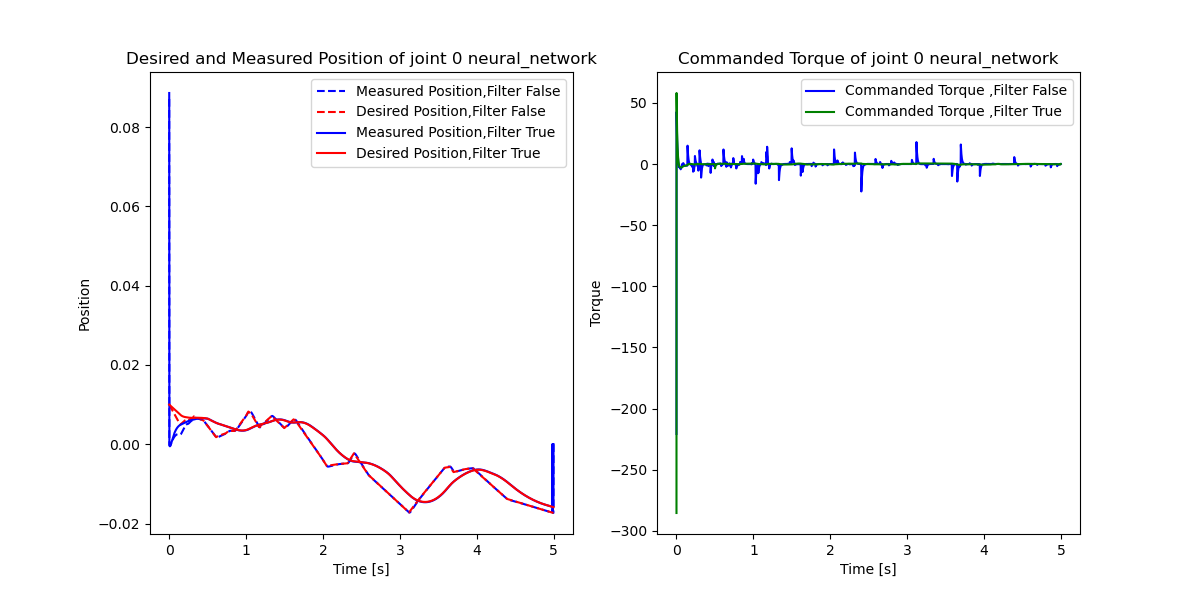 Desired and Measured Position of joint 0 neural_network
Measured Position,Filter False
Desired Position,Filter False
Measured Position,Filter True
Desired Position,Filter True
0.08
0.06
0.04
0.02
0.00
−0.02
Position
0 1 2 3 4 5
Time [s]
Commanded Torque of joint 0 neural_network
Commanded Torque ,Filter False
Commanded Torque ,Filter True
50
0
−50
−100
−150
−200
−250
−300
Torque
0 1 2 3 4 5
Time [s]